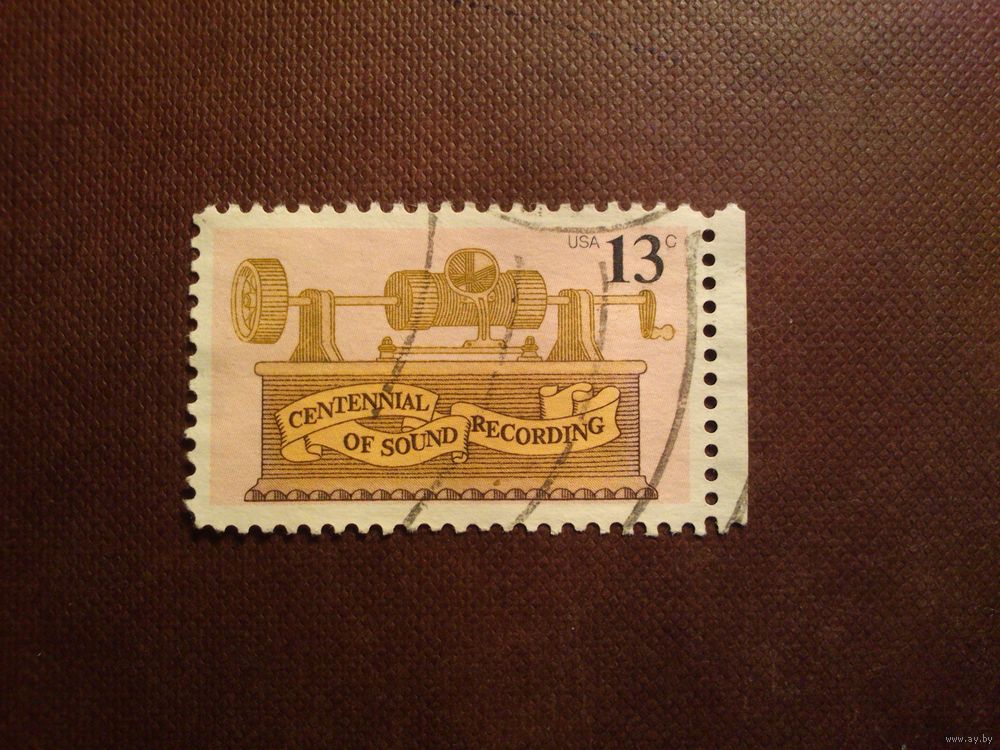 USA 13c
CENTENNIAL
OF SOUND RECORDING
www.ay.by